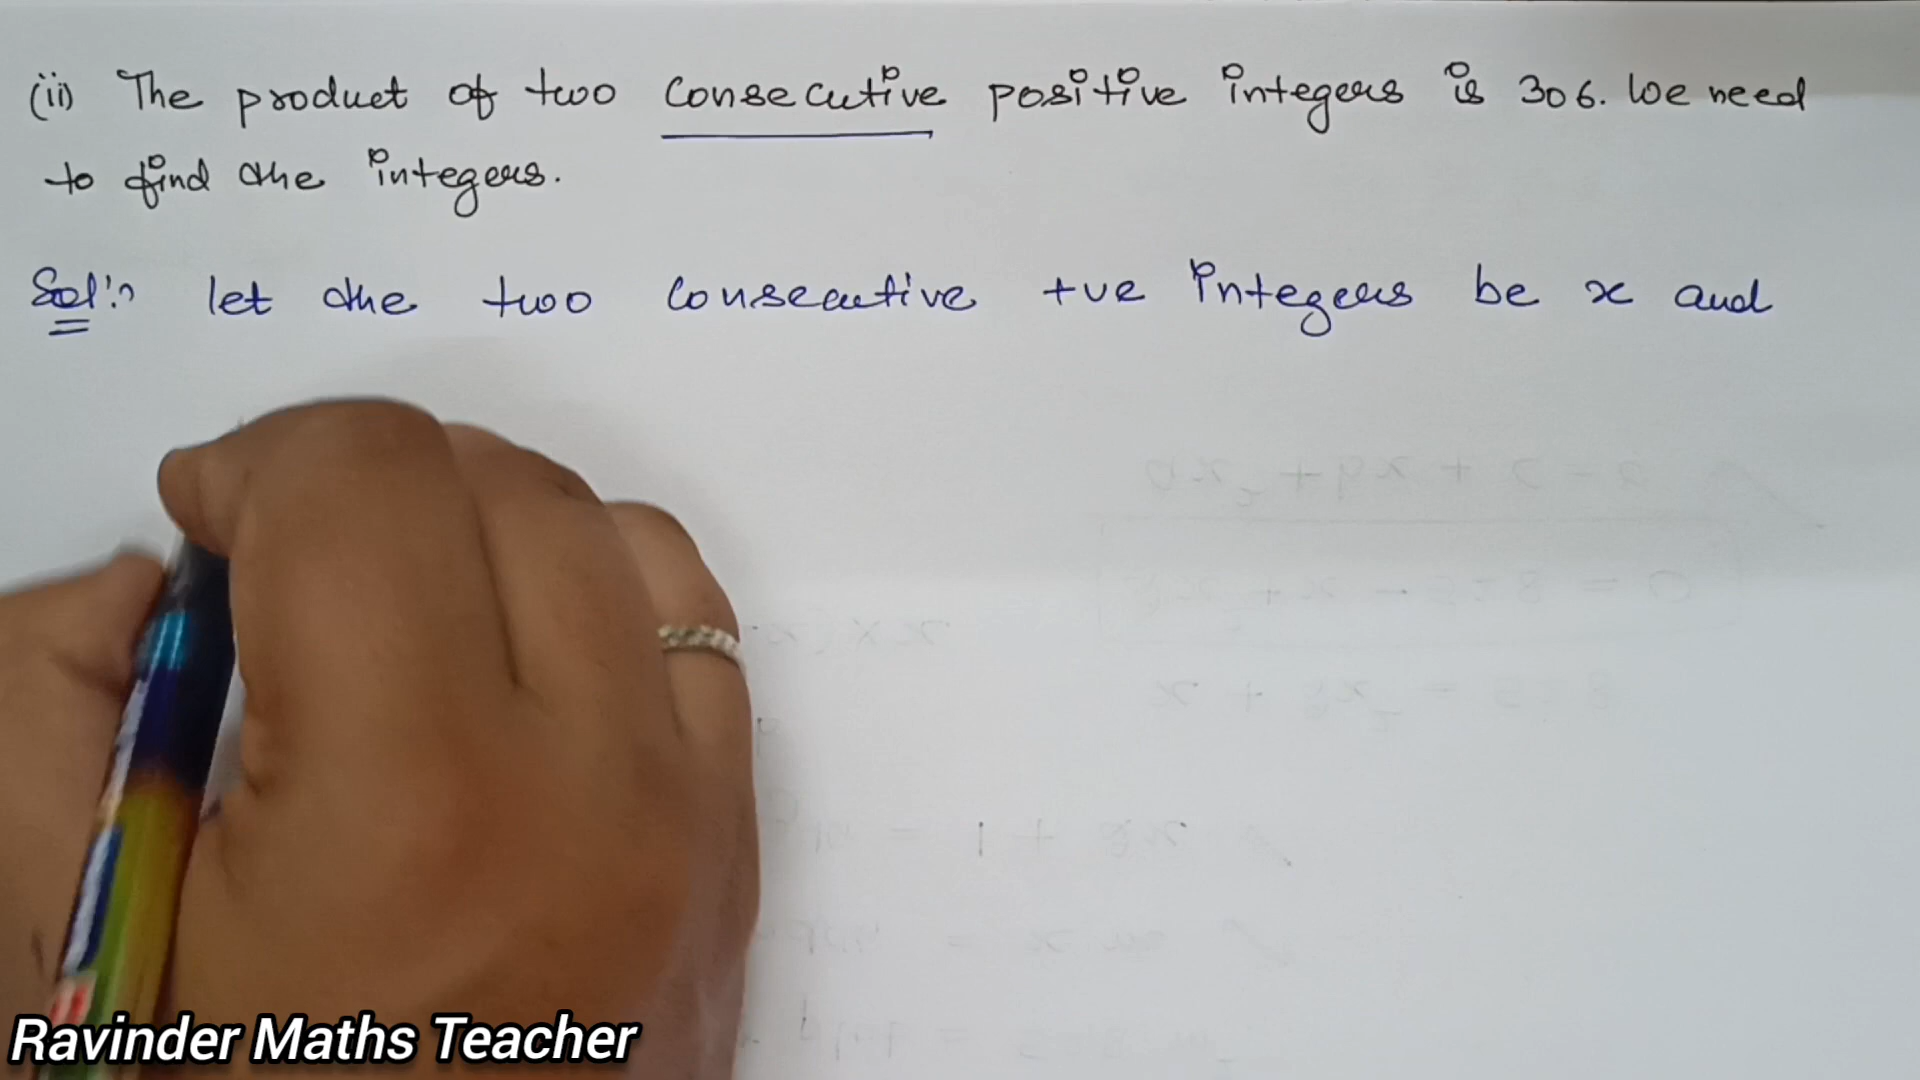 (ii) The product of two consecutive positive integers is 306. We need
to find the integers.
Sol:n let the two consecutive +ve integers be x and
Ravinder Maths Teacher